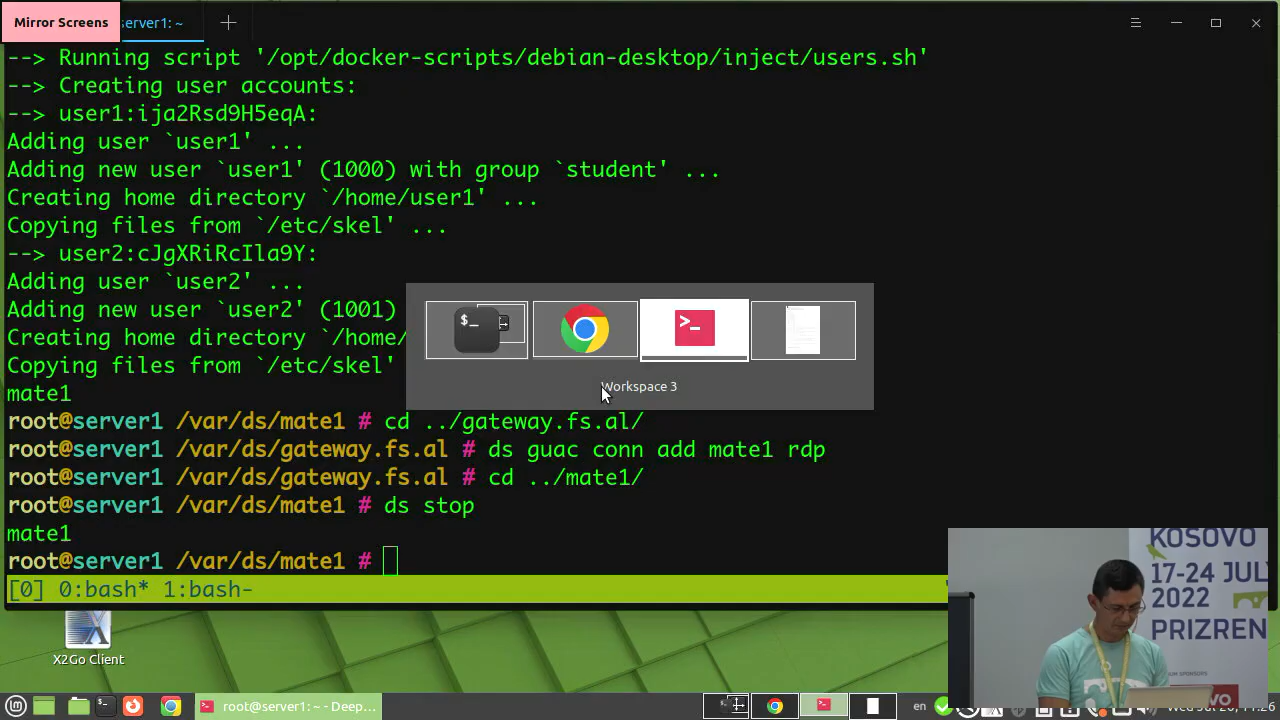 Mirror Screens
server1: ~
--> Running script '/opt/docker-scripts/debian-desktop/inject/users.sh'
--> Creating user accounts:
--> user1:ija2Rsd9H5eqA:
Adding user `user1' ...
Adding new user `user1' (1000) with group `student' ...
Creating home directory `/home/user1' ...
Copying files from `/etc/skel' ...
--> user2:cJgXRiRcIla9Y:
Adding user `user2' ...
Adding new user `user2' (1001)
Creating home directory `/hom
Copying files from `/etc/skel'
mate1
Workspace 3
root@server1 /var/ds/mate1 # cd ../gateway.fs.al/
root@server1 /var/ds/gateway.fs.al # ds guac conn add mate1 rdp
root@server1 /var/ds/gateway.fs.al # cd ../mate1/
root@server1 /var/ds/mate1 # ds stop
mate1
root@server1 /var/ds/mate1 #
[0] 0:bash* 1:bash-
KOSOVO
17-24 JUL
2022
PRIZREN
X2Go Client
root@server1: ~ - Deep...
en